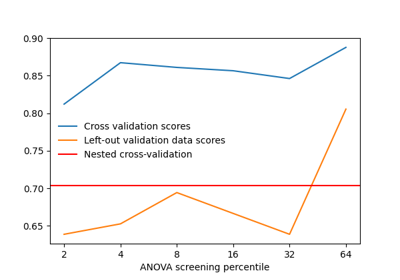 0.90
0.85
0.80
0.75
0.70
0.65
Cross validation scores
Left-out validation data scores
Nested cross-validation
2 4 8 16 32 64
ANOVA screening percentile